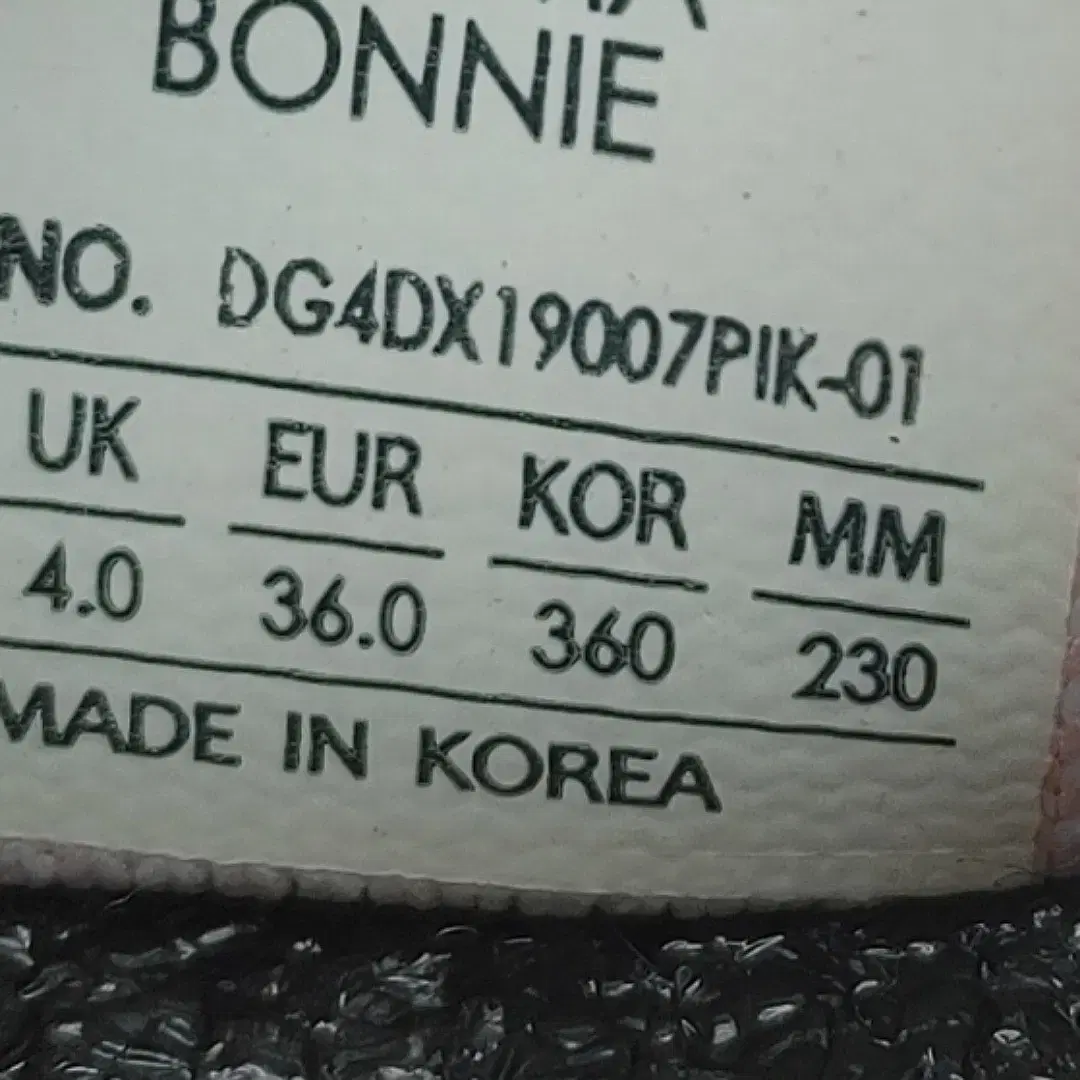 BONNIE
NO. DG4DX19007PIK-01
UK EUR KOR MM
4.0 36.0 360 230
MADE IN KOREA